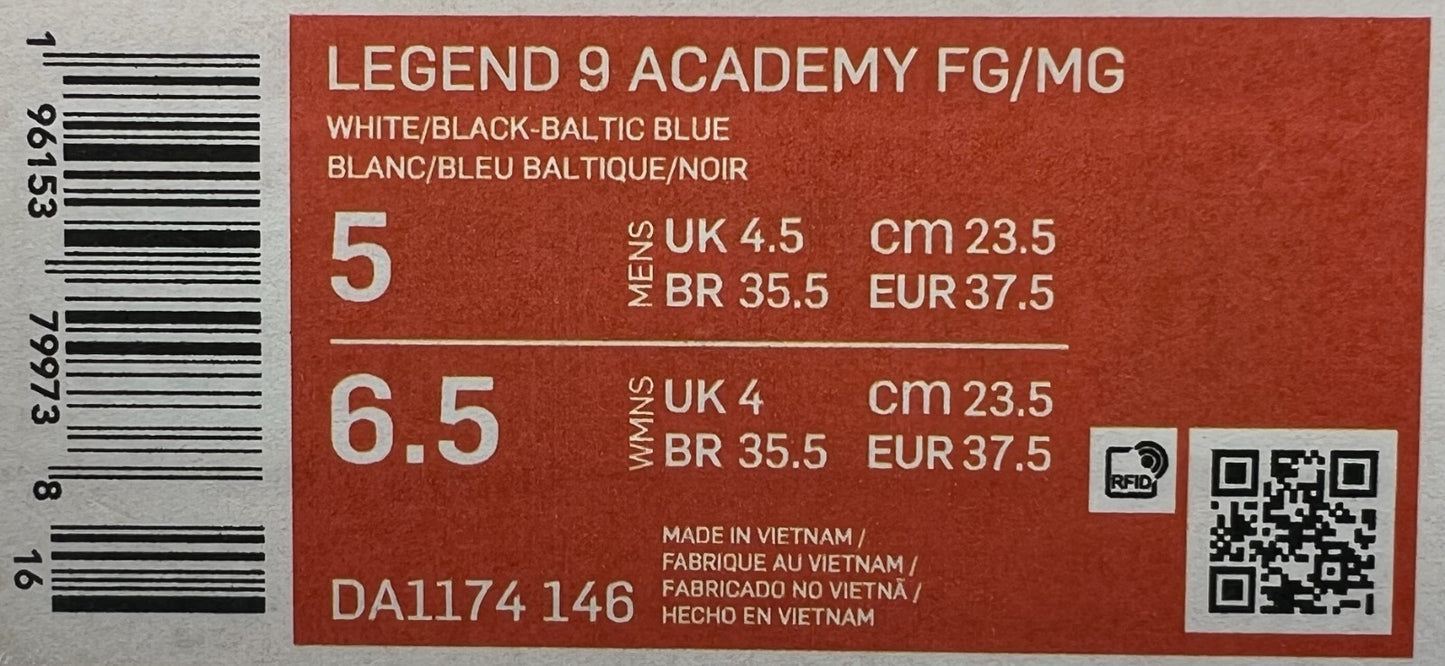 1 96153 79973 8
16
LEGEND 9 ACADEMY FG/MG
WHITE/BLACK-BALTIC BLUE
BLANC/BLEU BALTIQUE/NOIR
5
MENS
UK 4.5 cm 23.5
BR 35.5 EUR 37.5
6.5
WMNS
UK 4 cm 23.5
BR 35.5 EUR 37.5
RFID
MADE IN VIETNAM /
FABRIQUE AU VIETNAM /
FABRICADO NO VIETNÃ /
HECHO EN VIETNAM
DA1174 146